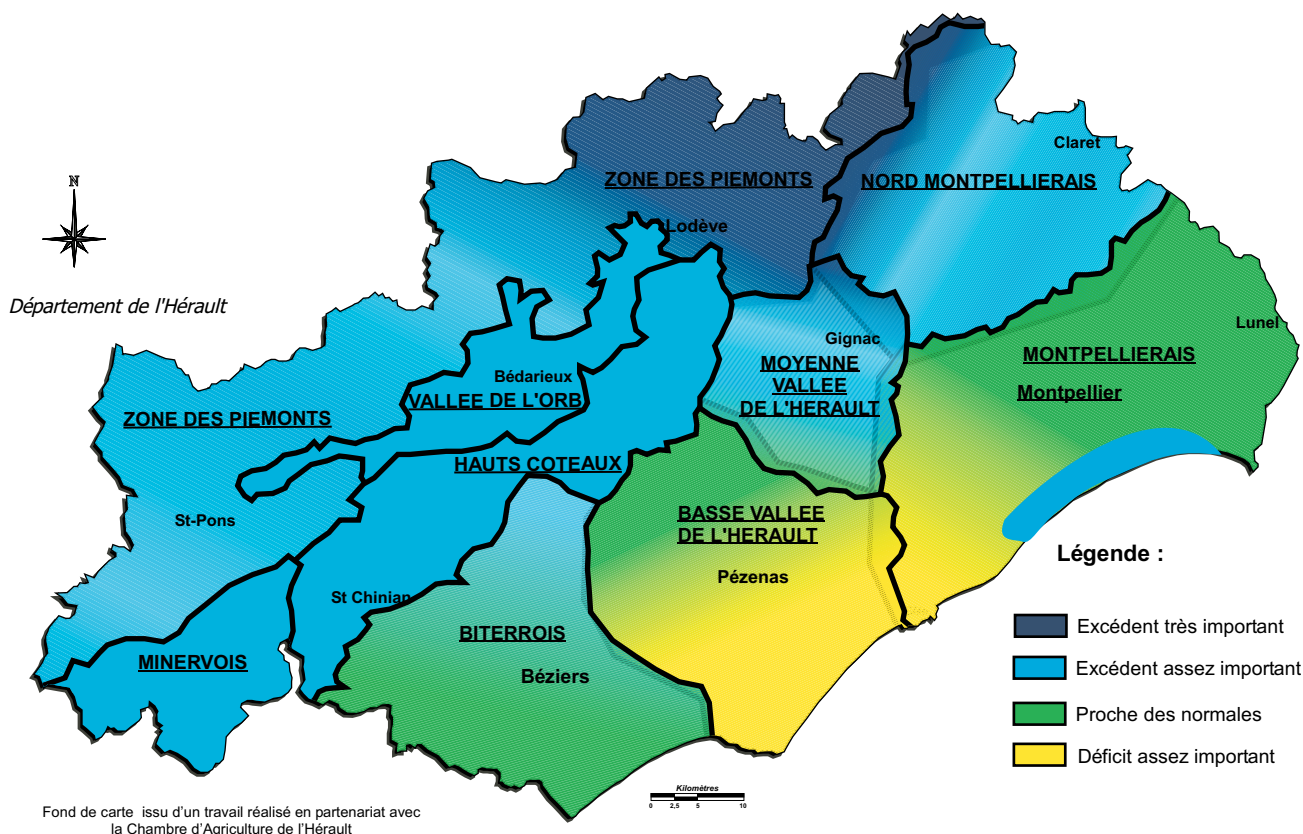 Claret
ZONE DES PIEMONTS
NORD MONTPELLIERAIS
N
Lodève
Département de l'Hérault
Lunel
Gignac
MOYENNE
VALLEE
DE L'HERAULT
MONTPELLIERAIS
Montpellier
Bédarieux
VALLEE DE L'ORB
ZONE DES PIEMONTS
HAUTS COTEAUX
St-Pons
BASSE VALLEE
DE L'HERAULT
Pézenas
St Chinian
BITERROIS
Béziers
MINERVOIS
Légende :
Excédent très important
Excédent assez important
Proche des normales
Déficit assez important
Kilomètres
0 2,5 5 10
Fond de carte issu d'un travail réalisé en partenariat avec
la Chambre d'Agriculture de l'Hérault